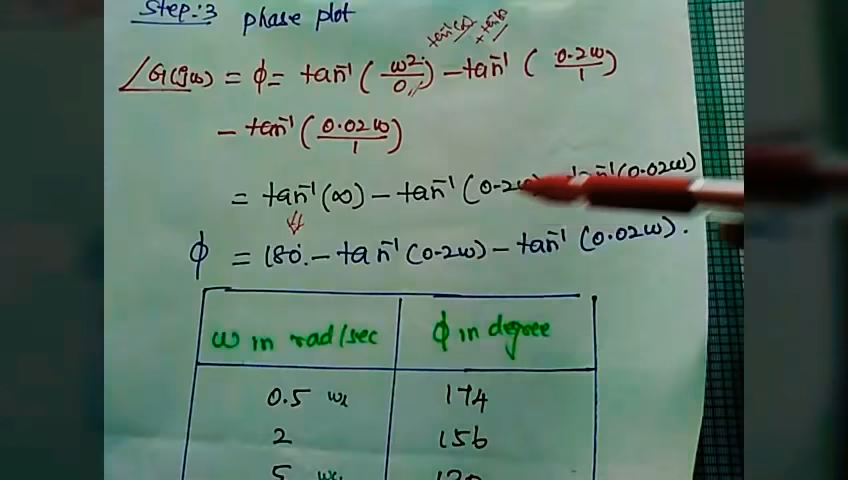 Step:3 phase plot
tan⁻¹(∞) + tan⁻¹
∠G(jω) = ϕ = tan⁻¹ ( ω²/0 ) − tan⁻¹ ( 0.2ω/1 )
− tan⁻¹ ( 0.02ω/1 )
= tan⁻¹(∞) − tan⁻¹ (0.2ω) tan⁻¹(0.02ω)
ϕ = 180° − tan⁻¹ (0.2ω) − tan⁻¹ (0.02ω).
ω in rad/sec ϕ in degree
0.5 ωL 174
2 156
5 ωc